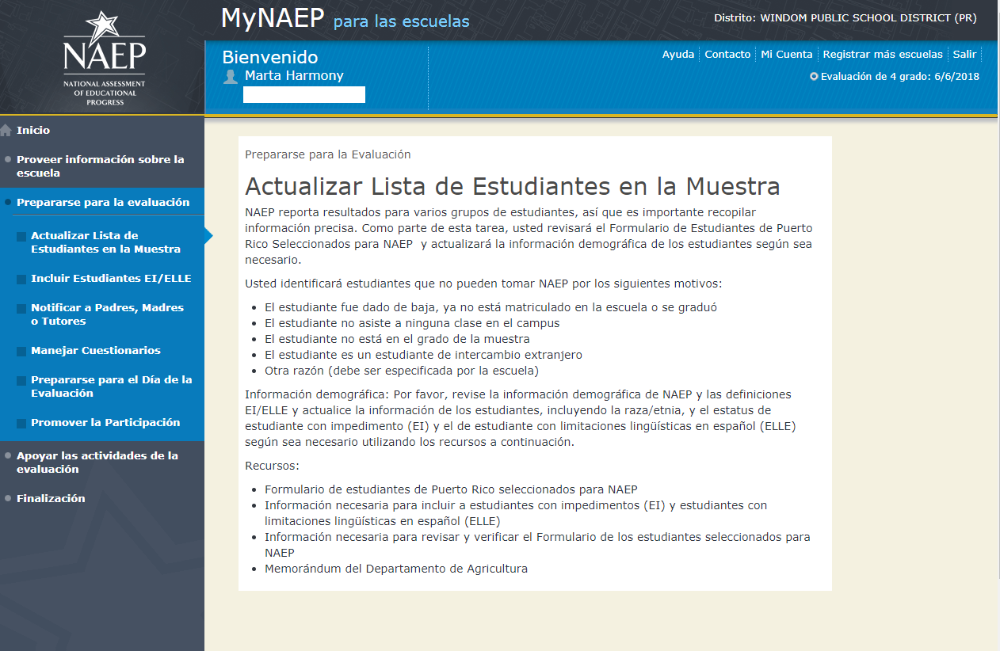 NAEP
NATIONAL ASSESSMENT
OF EDUCATIONAL
PROGRESS
MyNAEP para las escuelas
Distrito: WINDOM PUBLIC SCHOOL DISTRICT (PR)
Bienvenido
Marta Harmony
Ayuda Contacto Mi Cuenta Registrar más escuelas Salir
Evaluación de 4 grado: 6/6/2018
Inicio
Proveer información sobre la
escuela
Prepararse para la evaluación
Actualizar Lista de
Estudiantes en la Muestra
Incluir Estudiantes EI/ELLE
Notificar a Padres, Madres
o Tutores
Manejar Cuestionarios
Prepararse para el Día de la
Evaluación
Promover la Participación
Apoyar las actividades de la
evaluación
Finalización
Prepararse para la Evaluación
Actualizar Lista de Estudiantes en la Muestra
NAEP reporta resultados para varios grupos de estudiantes, así que es importante recopilar
información precisa. Como parte de esta tarea, usted revisará el Formulario de Estudiantes de Puerto
Rico Seleccionados para NAEP y actualizará la información demográfica de los estudiantes según sea
necesario.
Usted identificará estudiantes que no pueden tomar NAEP por los siguientes motivos:
• El estudiante fue dado de baja, ya no está matriculado en la escuela o se graduó
• El estudiante no asiste a ninguna clase en el campus
• El estudiante no está en el grado de la muestra
• El estudiante es un estudiante de intercambio extranjero
• Otra razón (debe ser especificada por la escuela)
Información demográfica: Por favor, revise la información demográfica de NAEP y las definiciones
EI/ELLE y actualice la información de los estudiantes, incluyendo la raza/etnia, y el estatus de
estudiante con impedimento (EI) y el de estudiante con limitaciones lingüísticas en español (ELLE)
según sea necesario utilizando los recursos a continuación.
Recursos:
• Formulario de estudiantes de Puerto Rico seleccionados para NAEP
• Información necesaria para incluir a estudiantes con impedimentos (EI) y estudiantes con
limitaciones lingüísticas en español (ELLE)
• Información necesaria para revisar y verificar el Formulario de los estudiantes seleccionados para
NAEP
• Memorándum del Departamento de Agricultura